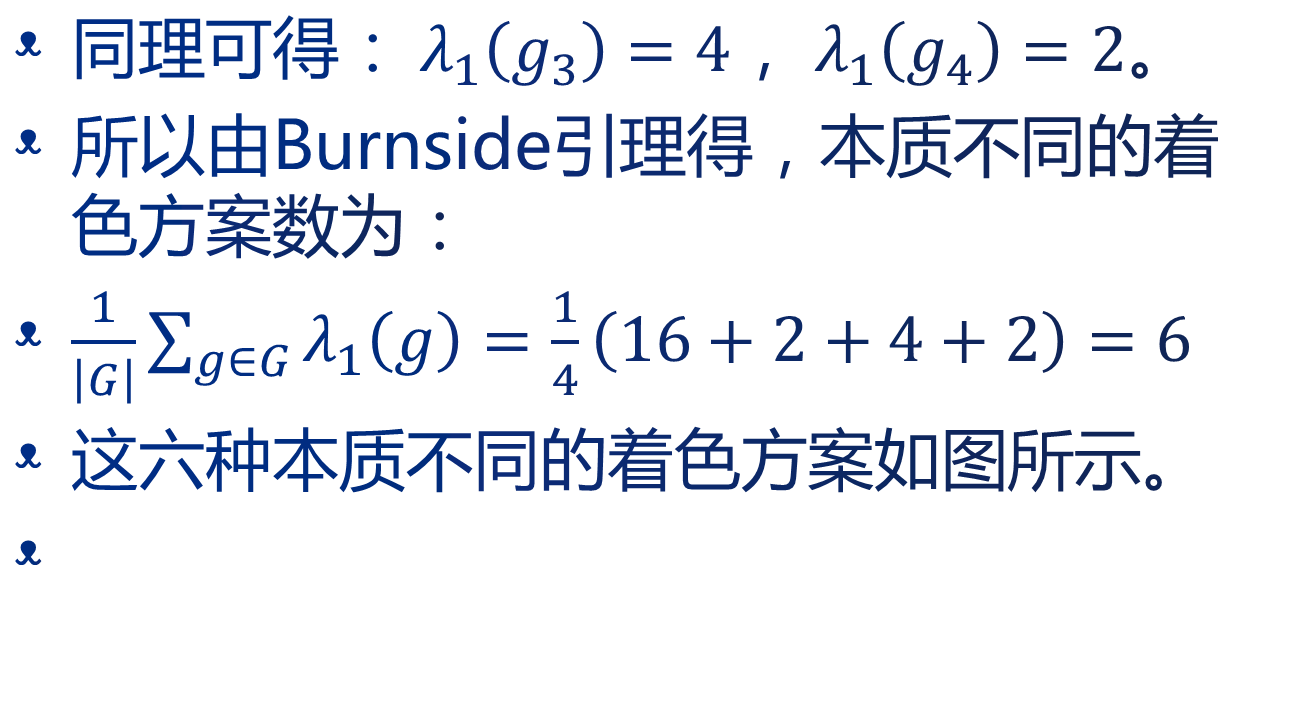 同理可得：λ₁(g₃) = 4，λ₁(g₄) = 2。
所以由Burnside引理得，本质不同的着
色方案数为：
1/|G| ∑_{g∈G} λ₁(g) = 1/4 (16 + 2 + 4 + 2) = 6
这六种本质不同的着色方案如图所示。